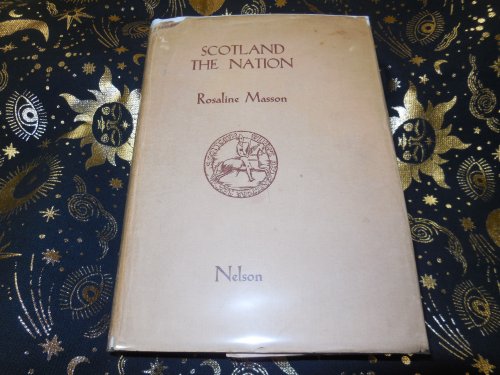 SCOTLAND
THE NATION
Rosaline Masson
Nelson